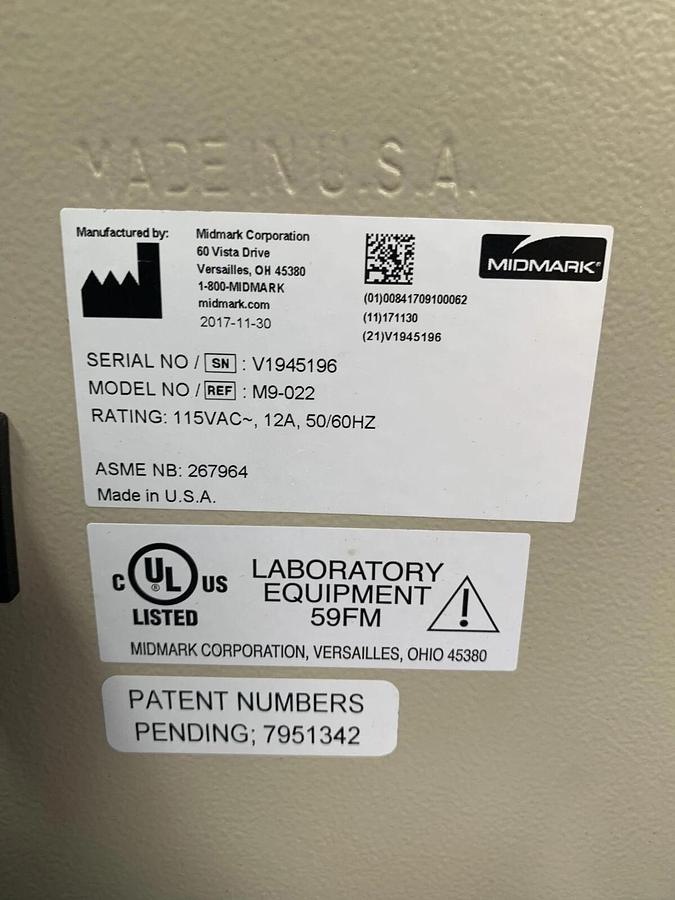 MADE IN U.S.A.
Manufactured by:
Midmark Corporation
60 Vista Drive
Versailles, OH 45380
1-800-MIDMARK
midmark.com
2017-11-30
(01)00841709100062
(11)171130
(21)V1945196
MIDMARK®
SERIAL NO / SN : V1945196
MODEL NO / REF : M9-022
RATING: 115VAC~, 12A, 50/60HZ
ASME NB: 267964
Made in U.S.A.
C UL ® US
LISTED
LABORATORY
EQUIPMENT
59FM
MIDMARK CORPORATION, VERSAILLES, OHIO 45380
PATENT NUMBERS
PENDING; 7951342